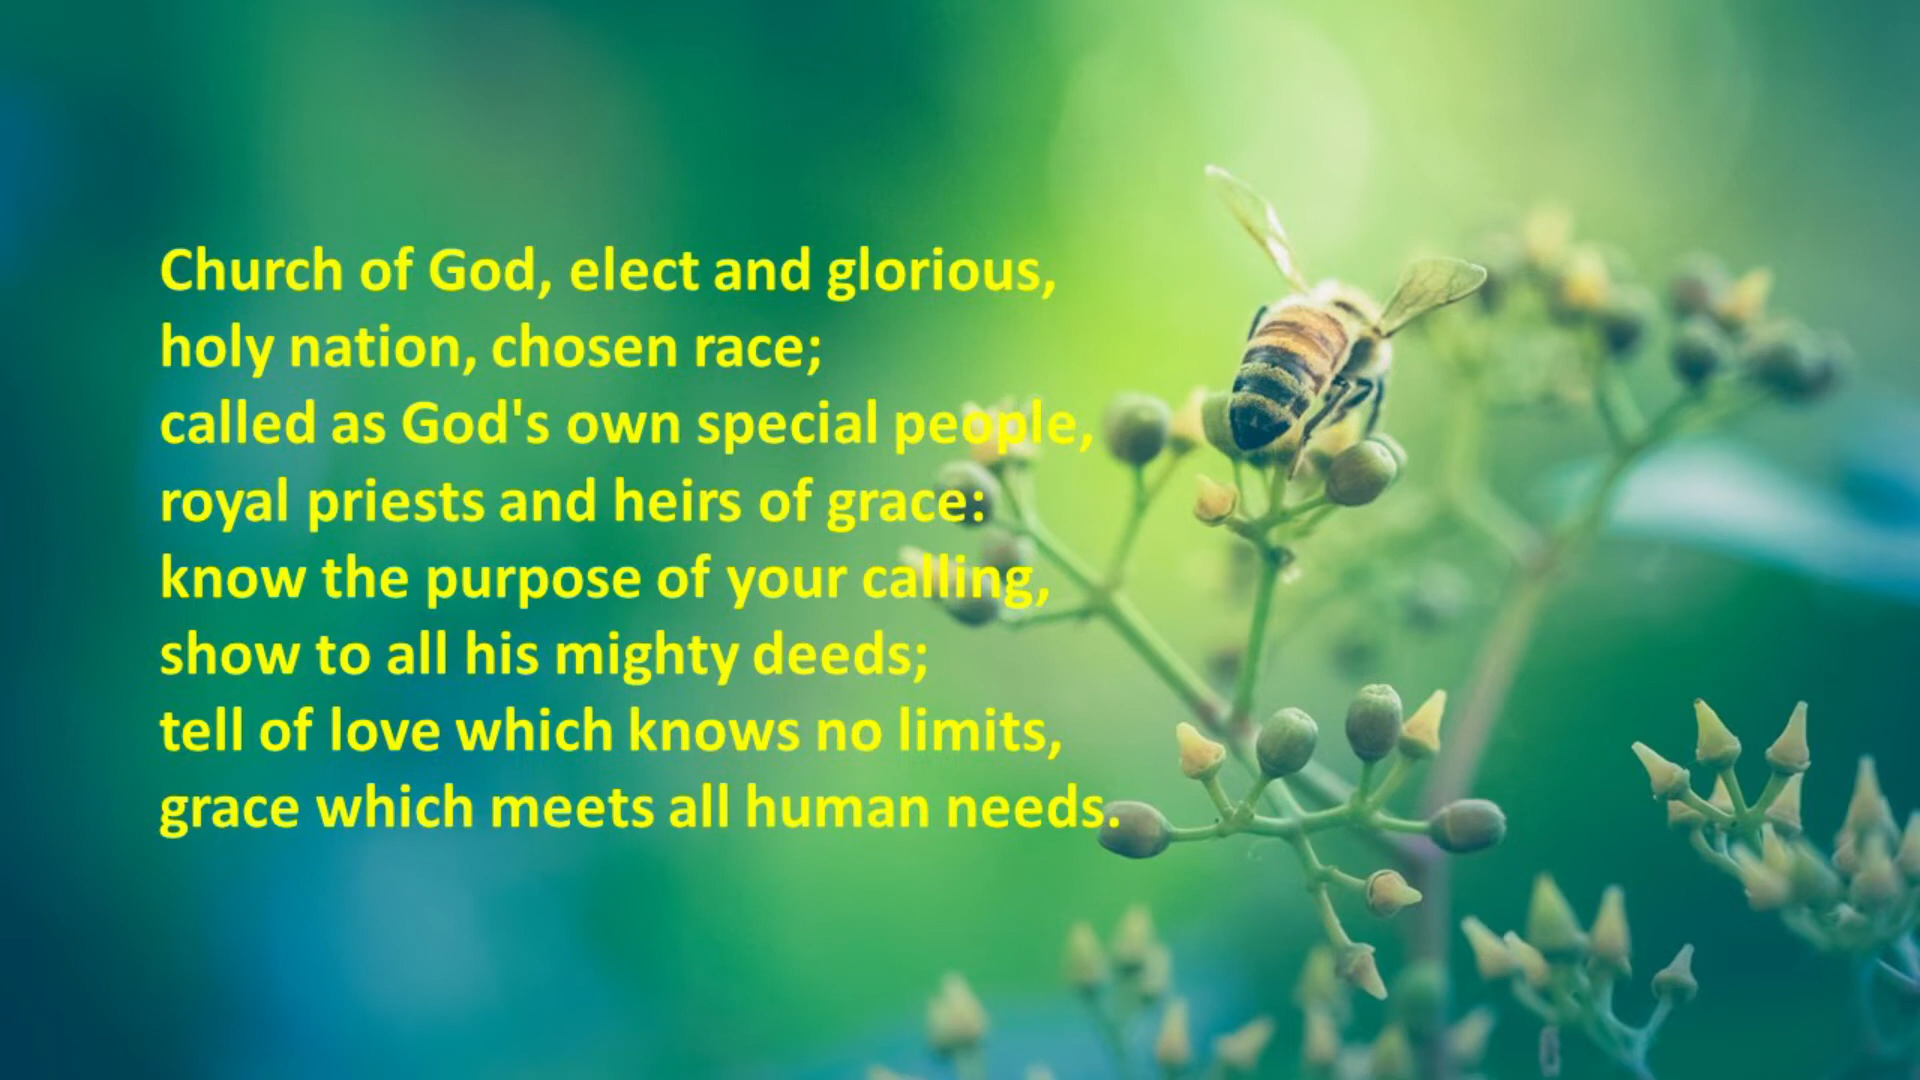 Church of God, elect and glorious,
holy nation, chosen race;
called as God's own special people,
royal priests and heirs of grace:
know the purpose of your calling,
show to all his mighty deeds;
tell of love which knows no limits,
grace which meets all human needs.